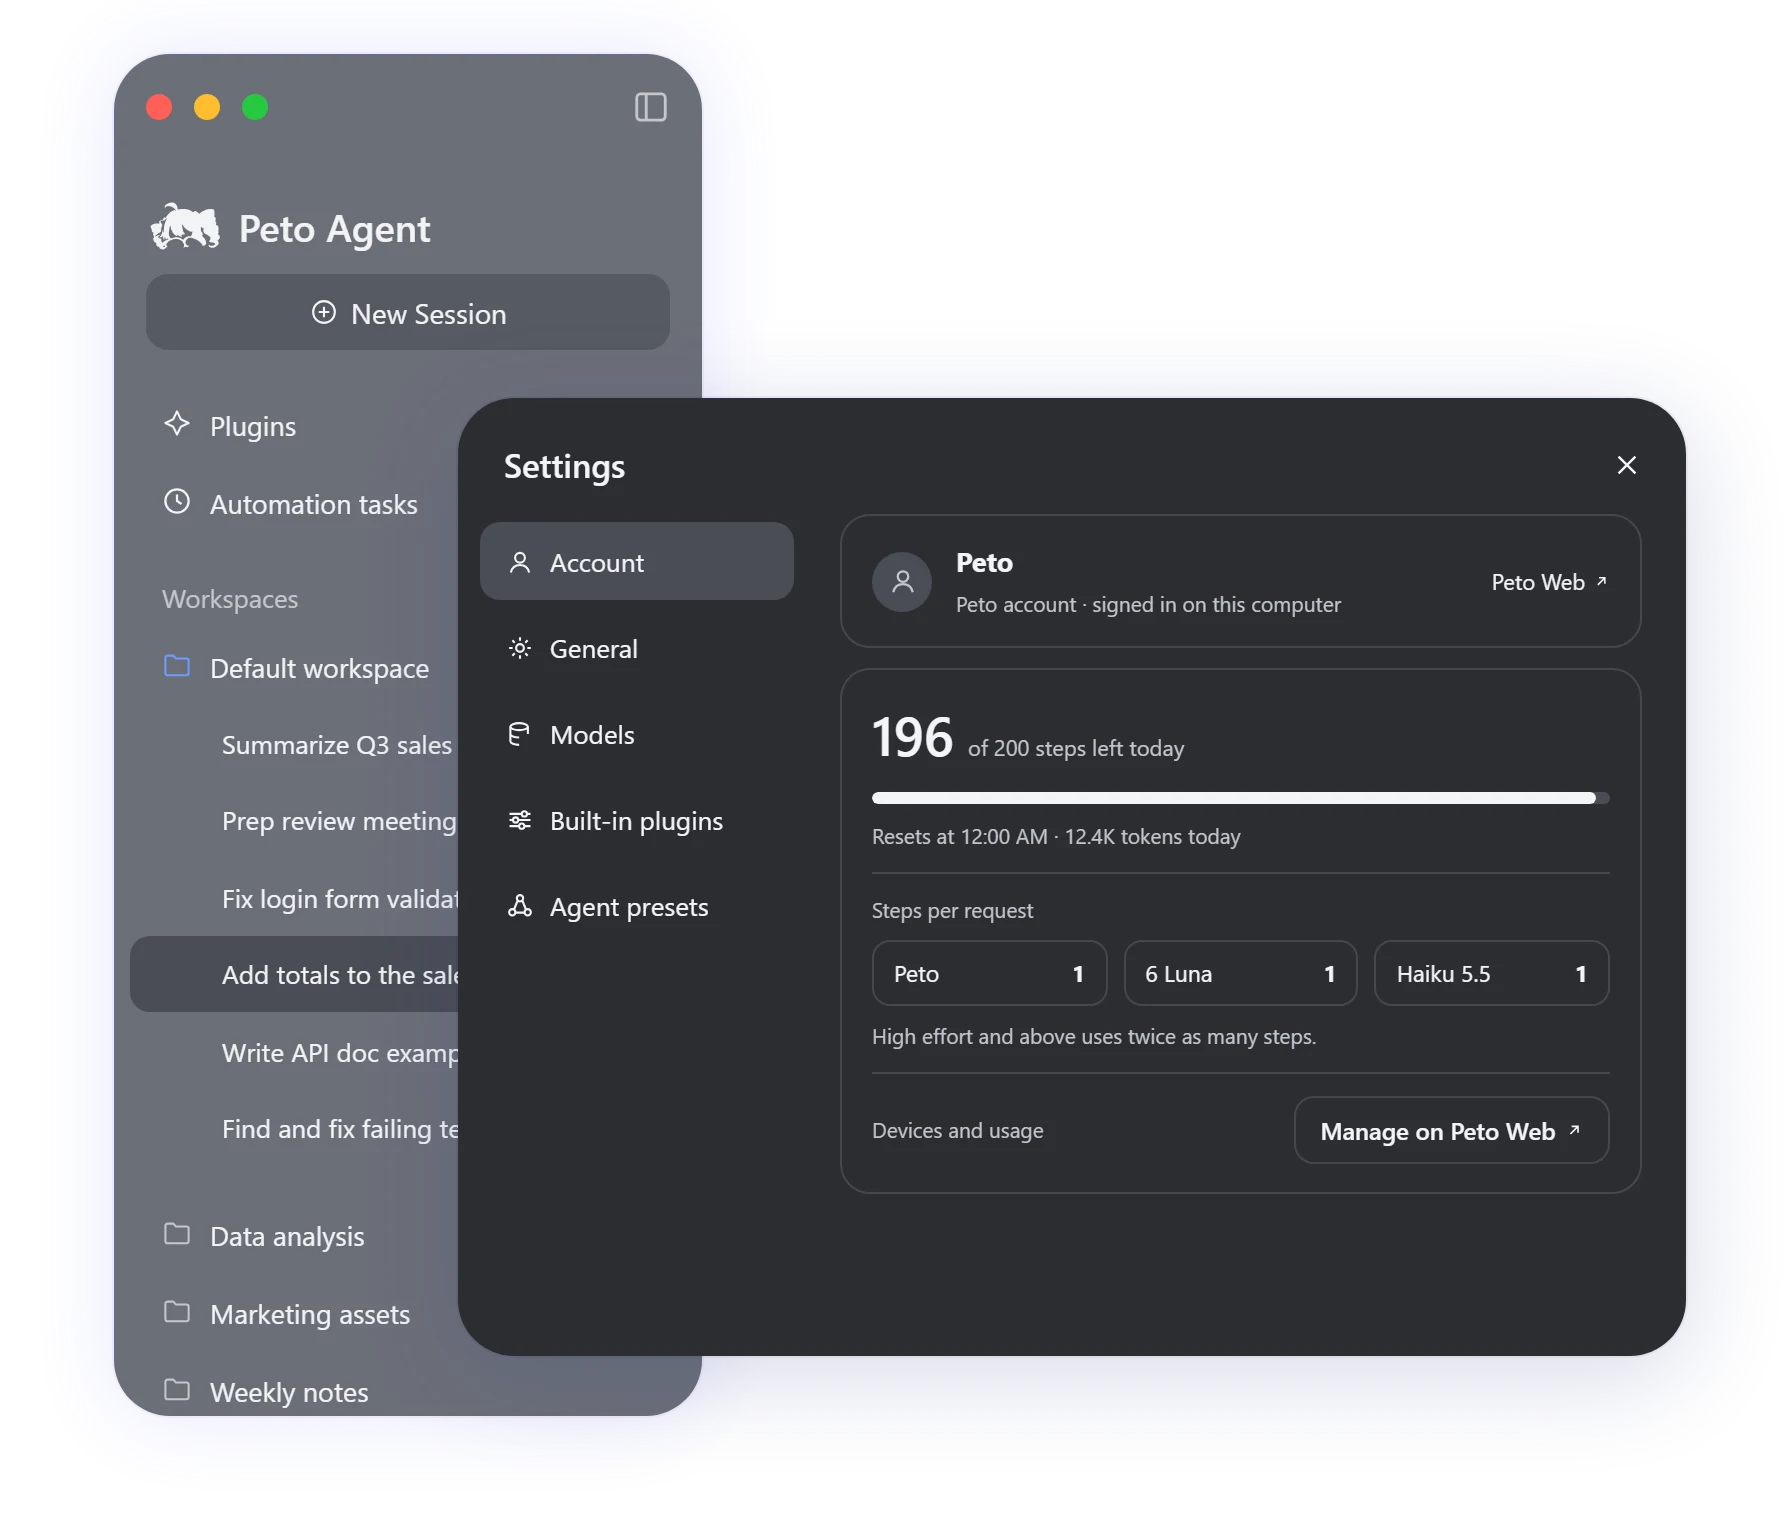 Peto Agent
New Session
Plugins
Automation tasks
Workspaces
Default workspace
Summarize Q3 sales
Prep review meeting
Fix login form validat
Add totals to the sale
Write API doc examp
Find and fix failing te
Data analysis
Marketing assets
Weekly notes
Settings
Account
General
Models
Built-in plugins
Agent presets
Peto
Peto account · signed in on this computer
Peto Web ↗
196 of 200 steps left today
Resets at 12:00 AM · 12.4K tokens today
Steps per request
Peto 1
6 Luna 1
Haiku 5.5 1
High effort and above uses twice as many steps.
Devices and usage
Manage on Peto Web ↗